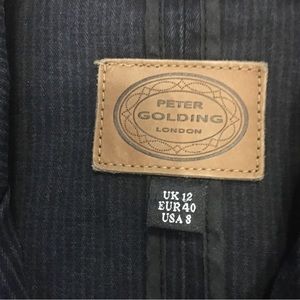 PETER
GOLDING
LONDON
UK 12
EUR 40
USA 8